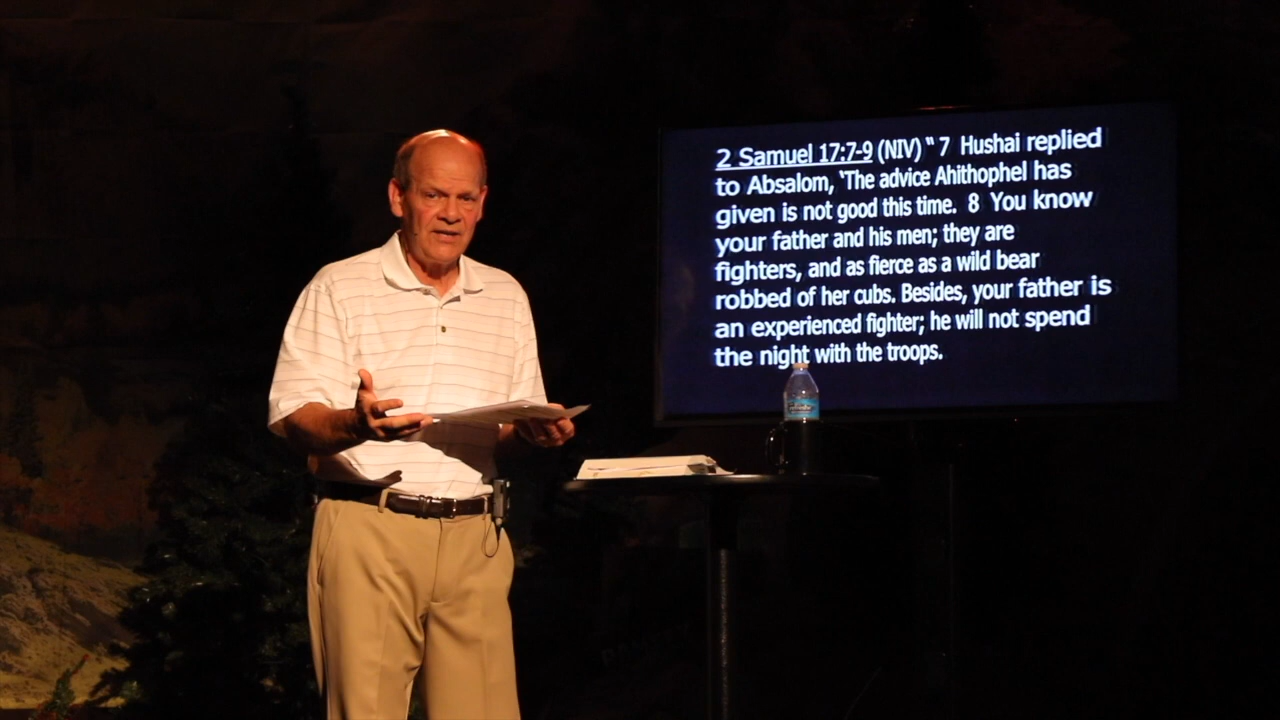 2 Samuel 17:7-9 (NIV) “ 7 Hushai replied
to Absalom, ‘The advice Ahithophel has
given is not good this time. 8 You know
your father and his men; they are
fighters, and as fierce as a wild bear
robbed of her cubs. Besides, your father is
an experienced fighter; he will not spend
the night with the troops.